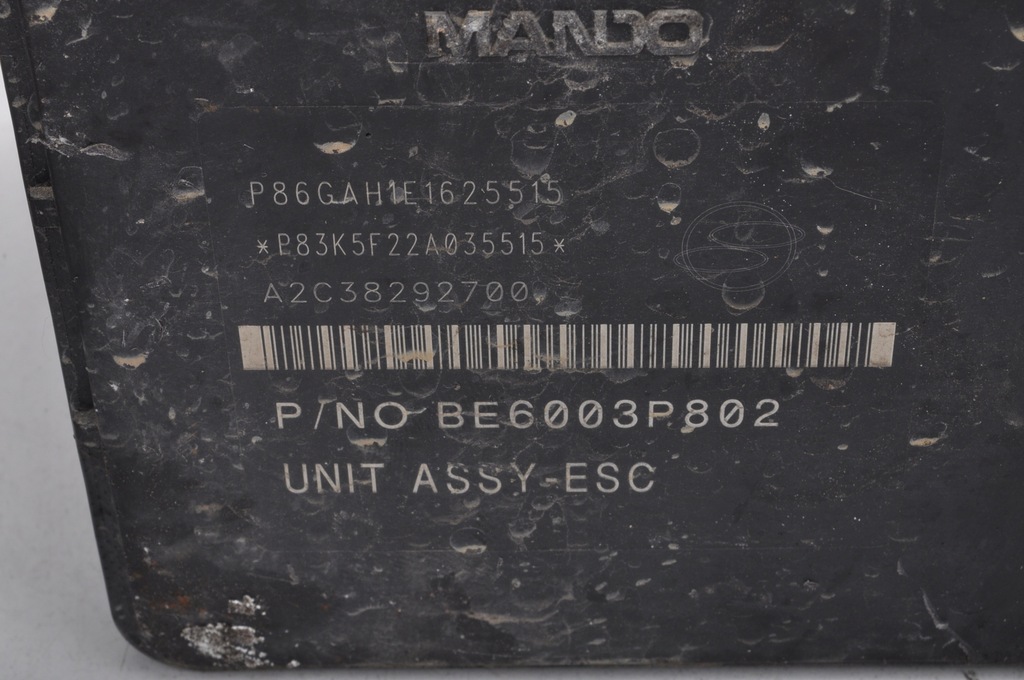 MANDO
P86GAH1E1625515
*P83K5F22A035515*
A2C38292700
P/NO BE6003P802
UNIT ASSY-ESC